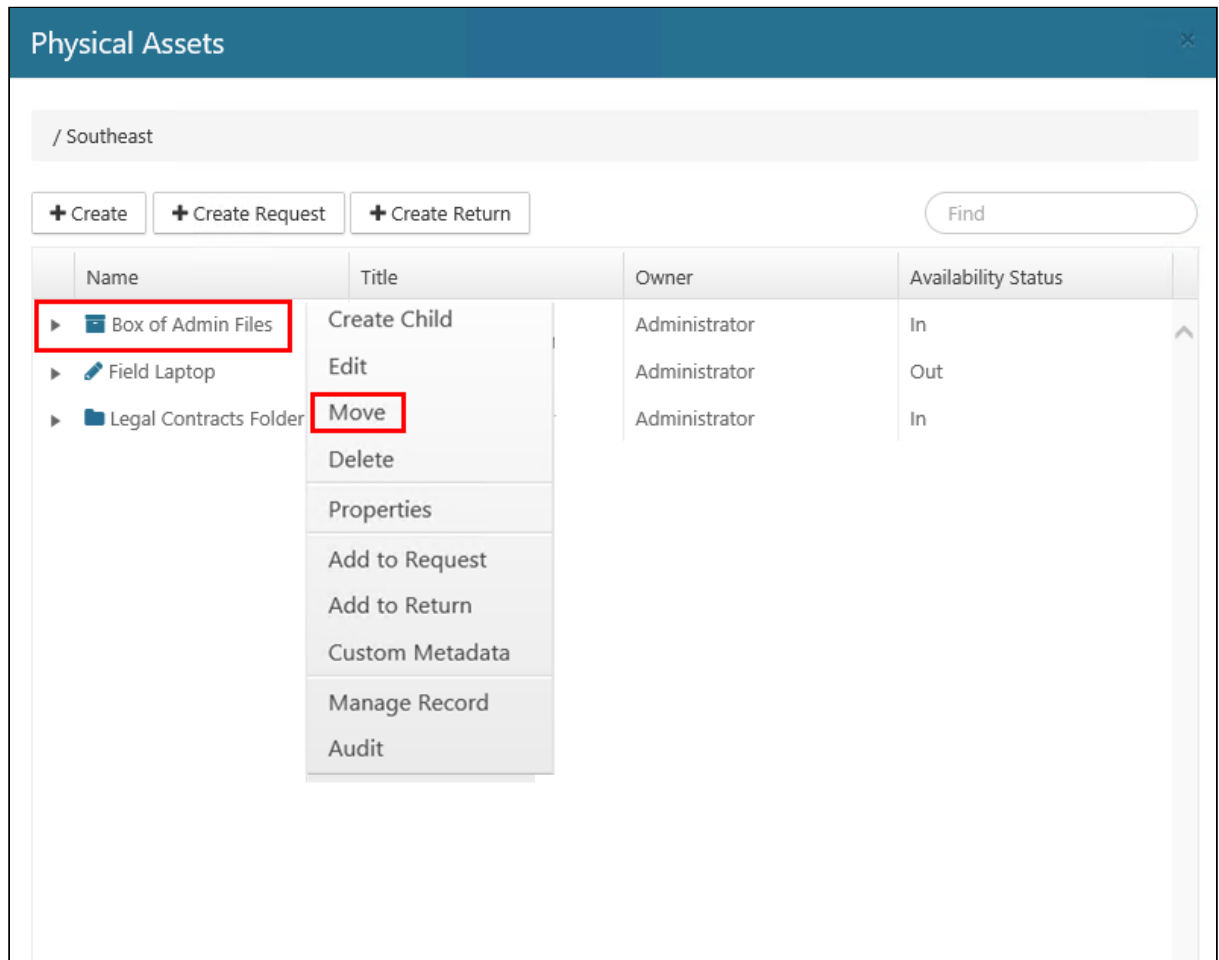 Physical Assets
/ Southeast
+ Create
+ Create Request
+ Create Return
Find
Name
Title
Owner
Availability Status
Box of Admin Files
Administrator
In
Field Laptop
Administrator
Out
Legal Contracts Folder
Administrator
In
Create Child
Edit
Move
Delete
Properties
Add to Request
Add to Return
Custom Metadata
Manage Record
Audit